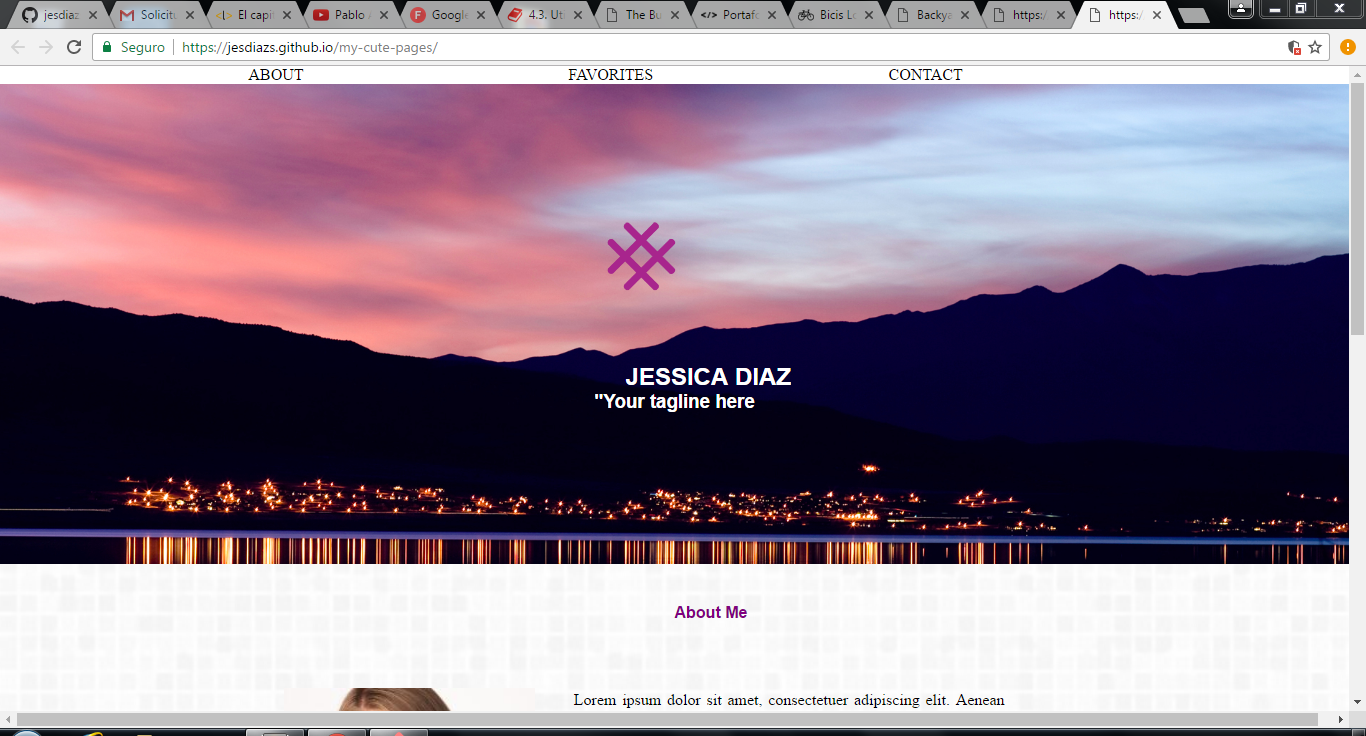 jesdiaz
Solicitu
El capi
Pablo
Google
4.3. Ut
The Bu
Portafo
Bicis Lo
Backya
https:/
https:/
Seguro
https://jesdiazs.github.io/my-cute-pages/
ABOUT FAVORITES CONTACT
JESSICA DIAZ
"Your tagline here
About Me
Lorem ipsum dolor sit amet, consectetuer adipiscing elit. Aenean